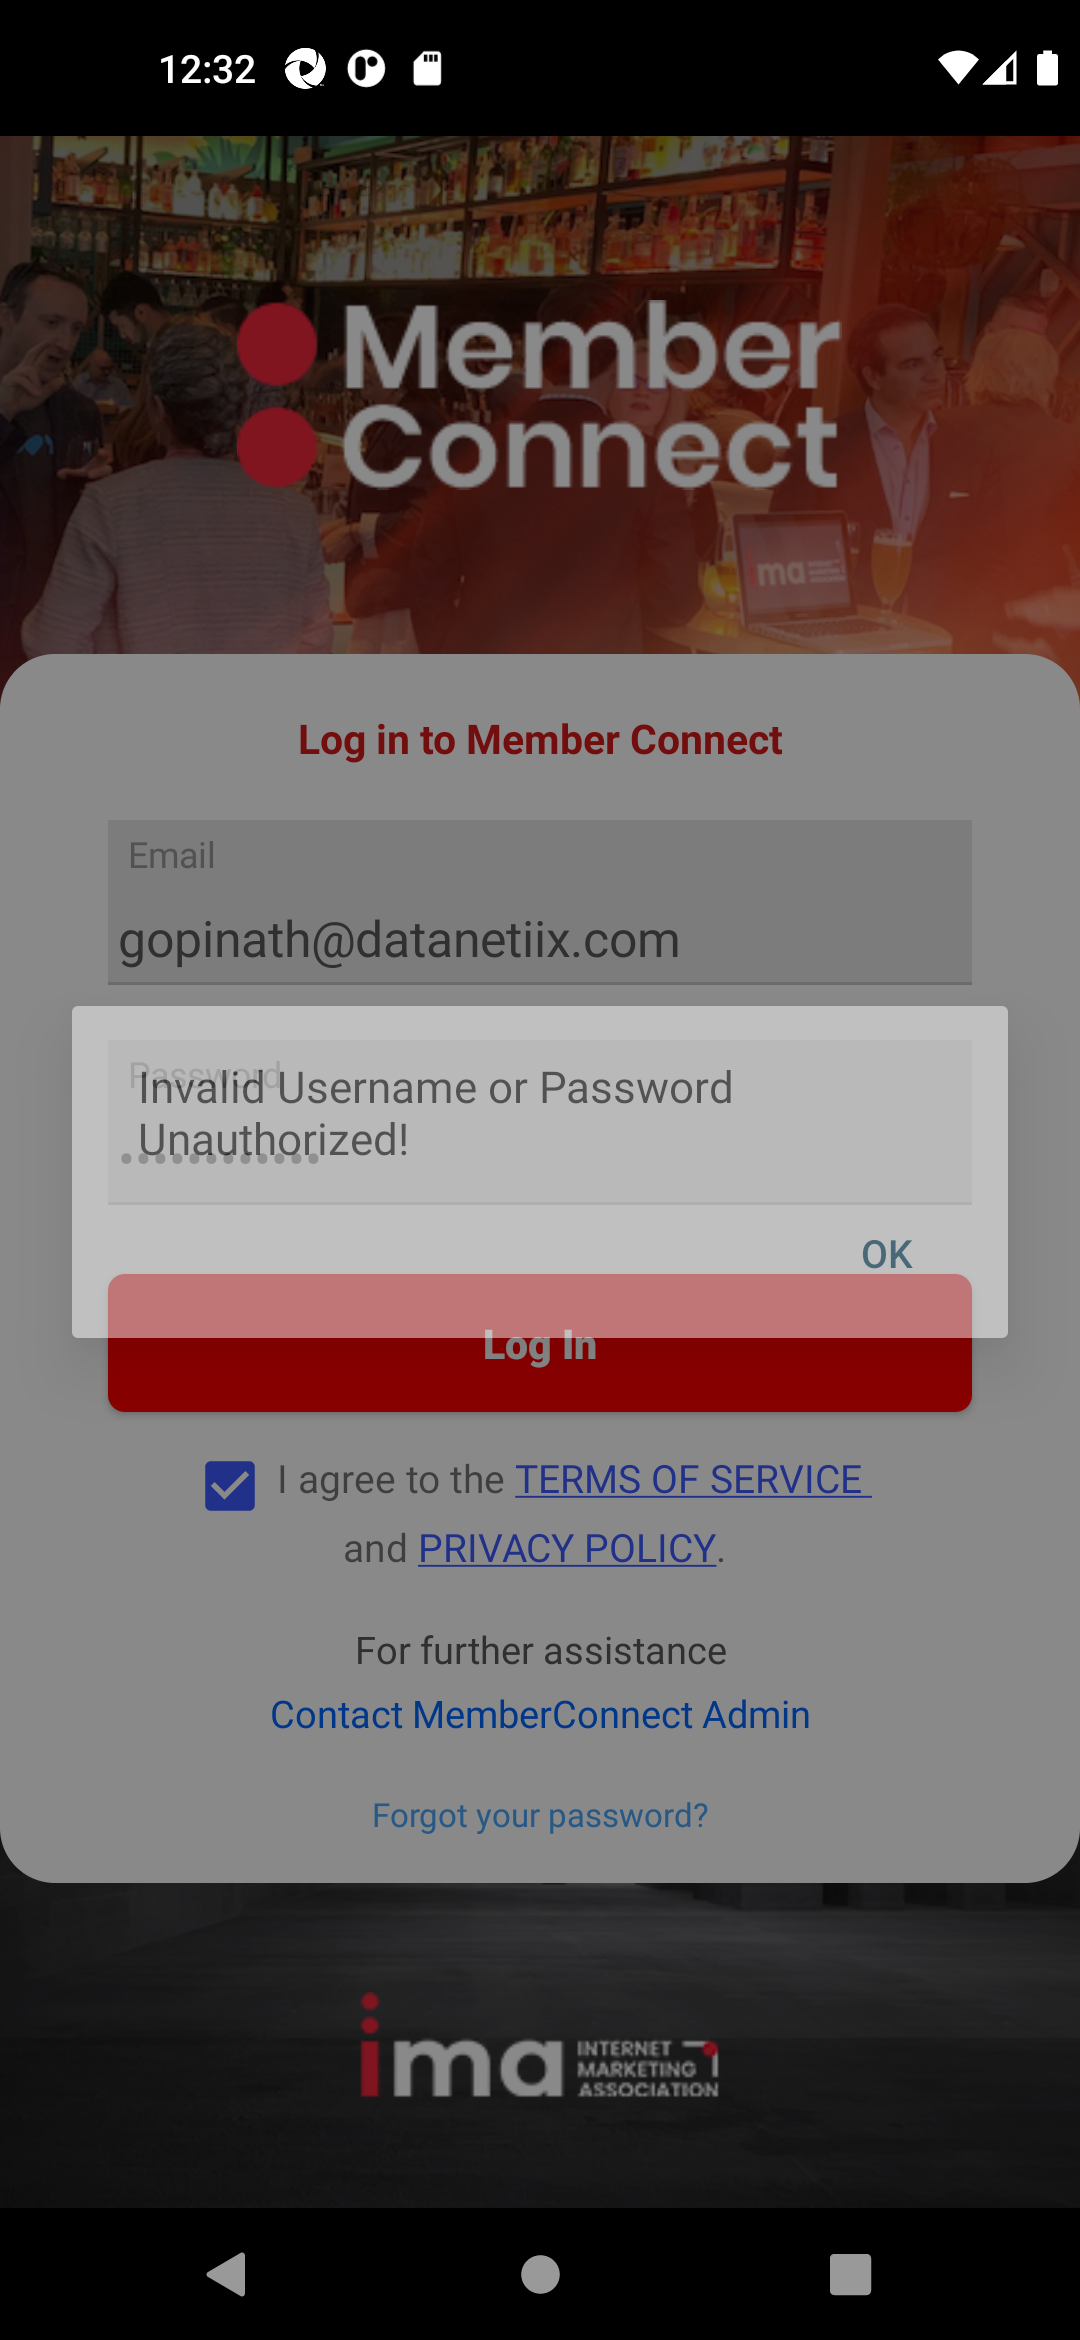 12:32
Member
Connect
ima
Log in to Member Connect
Email
gopinath@datanetiix.com
Password
Invalid Username or Password
Unauthorized!
OK
Log In
I agree to the TERMS OF SERVICE
and PRIVACY POLICY.
For further assistance
Contact MemberConnect Admin
Forgot your password?
ima INTERNET
MARKETING
ASSOCIATION